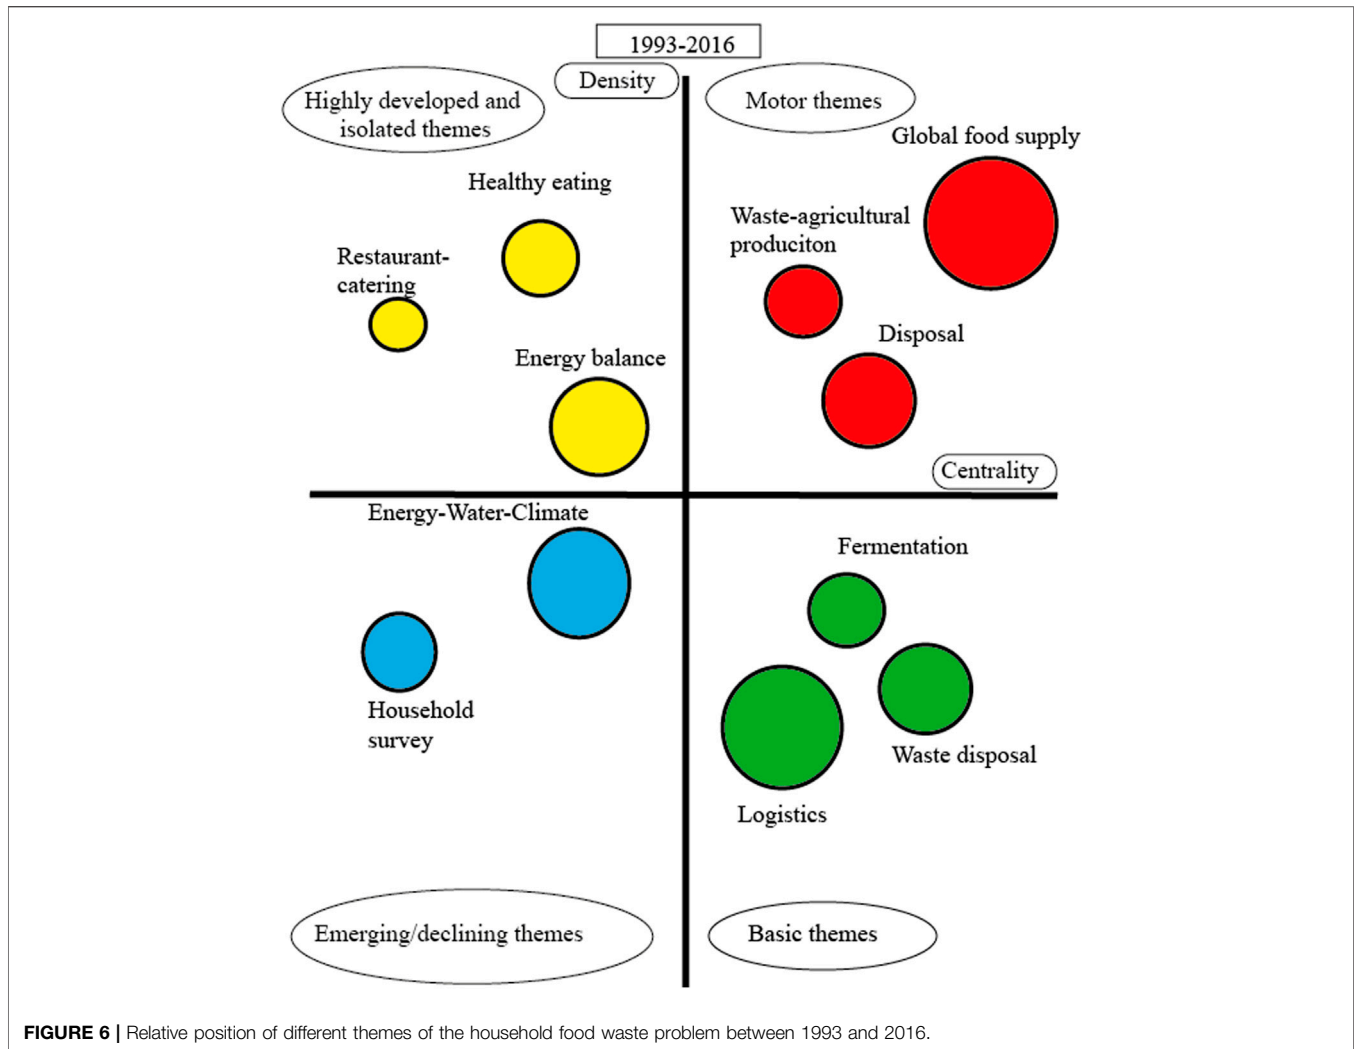 1993-2016
Density
Highly developed and
isolated themes
Motor themes
Global food supply
Healthy eating
Waste-agricultural
produciton
Restaurant-
catering
Disposal
Energy balance
Centrality
Energy-Water-Climate
Fermentation
Household
survey
Waste disposal
Logistics
Emerging/declining themes
Basic themes
FIGURE 6 | Relative position of different themes of the household food waste problem between 1993 and 2016.